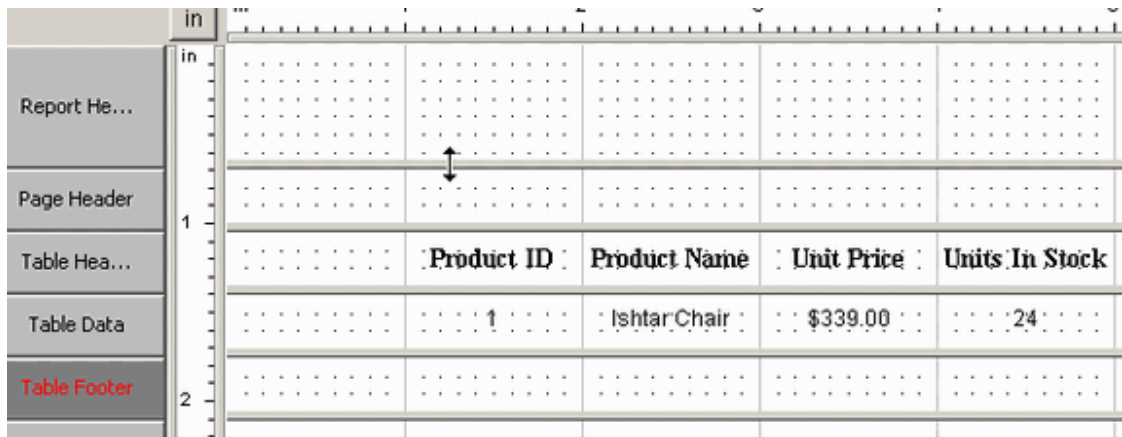 in
in
Report He...
Page Header
1
Table Hea... Product ID Product Name Unit Price Units In Stock
Table Data 1 Ishtar Chair $339.00 24
Table Footer
2